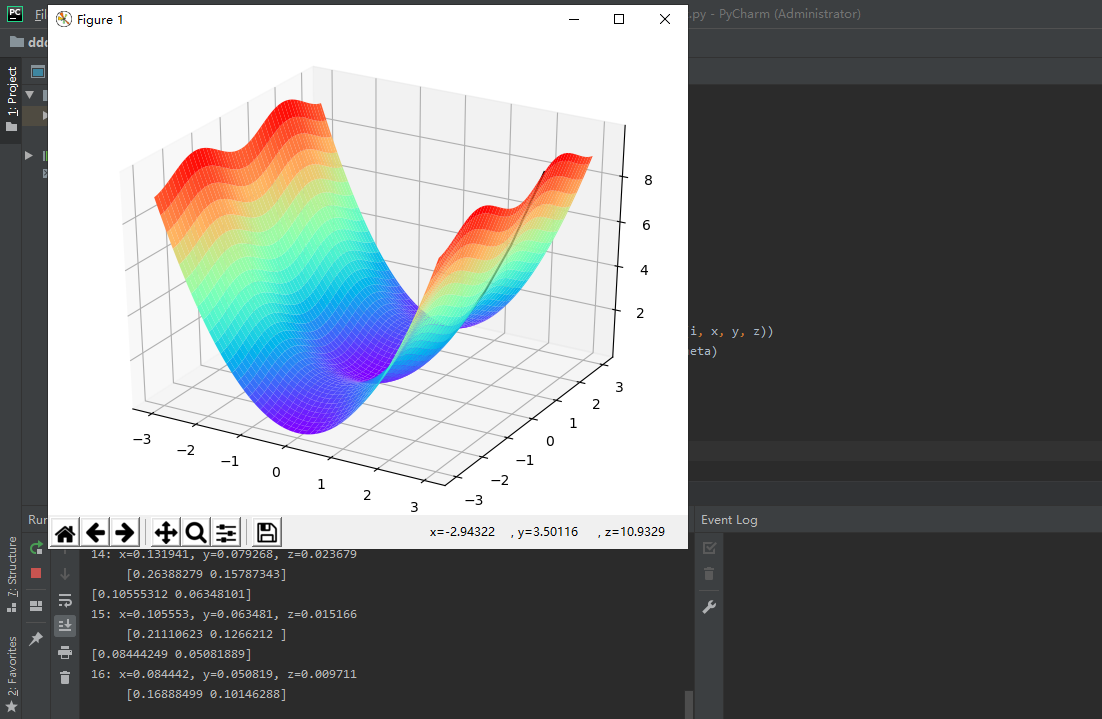 PC
Figure 1
.py - PyCharm (Administrator)
1: Project
8
6
4
2
−3
−2
−1
0
1
2
3
3
2
1
0
−1
−2
−3
i, x, y, z))
x=-2.94322 , y=3.50116 , z=10.9329
Run
Event Log
14: x=0.131941, y=0.079268, z=0.023679
[0.26388279 0.15787343]
[0.10555312 0.06348101]
15: x=0.105553, y=0.063481, z=0.015166
[0.21110623 0.1266212 ]
[0.08444249 0.05081889]
16: x=0.084442, y=0.050819, z=0.009711
[0.16888499 0.10146288]
7: Structure
2: Favorites